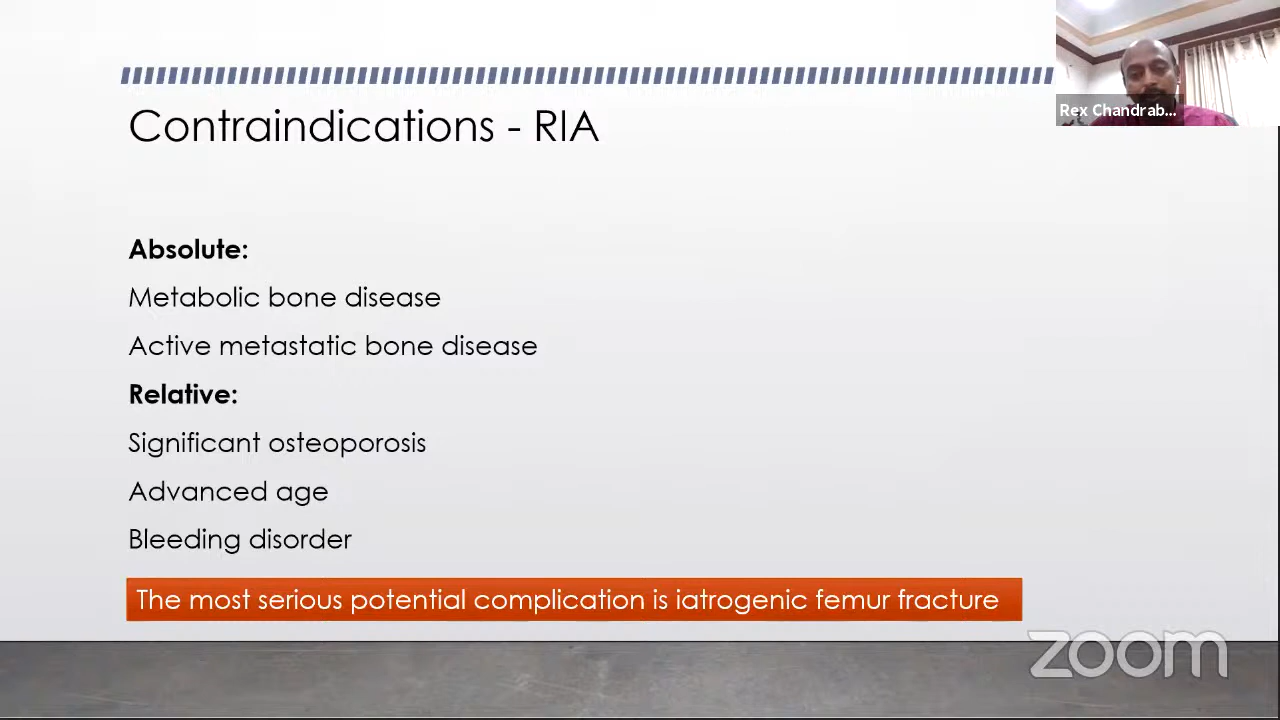 Rex Chandrab...
Contraindications - RIA
Absolute:
Metabolic bone disease
Active metastatic bone disease
Relative:
Significant osteoporosis
Advanced age
Bleeding disorder
The most serious potential complication is iatrogenic femur fracture
zoom